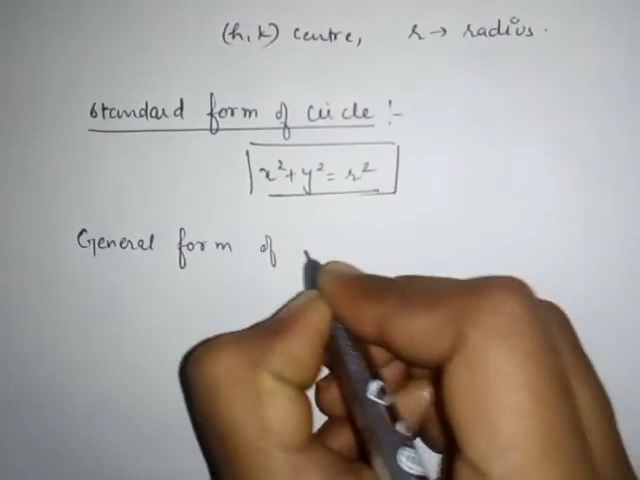 (h, k) centre, r → radius.
Standard form of Circle :-
x² + y² = r²
General form of